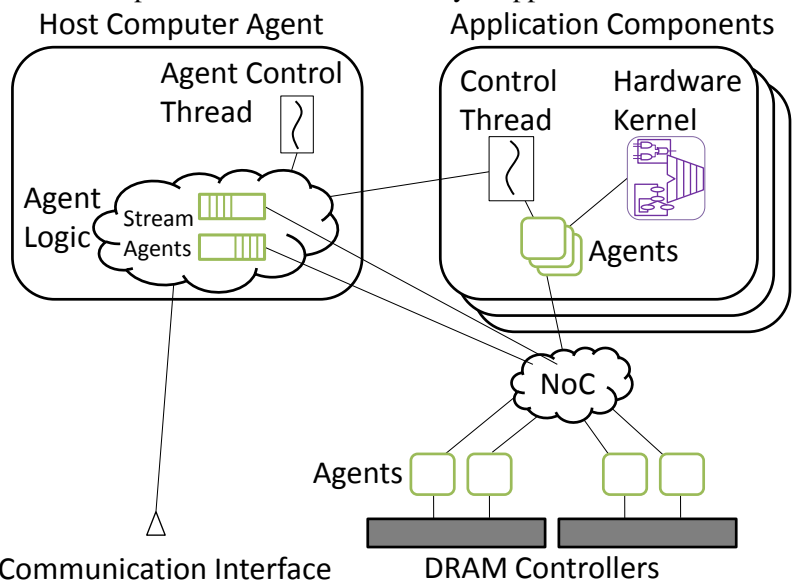 Host Computer Agent
Application Components
Agent Control
Thread
Control
Thread
Hardware
Kernel
Agent
Logic
Stream
Agents
Agents
NoC
Agents
Communication Interface
DRAM Controllers